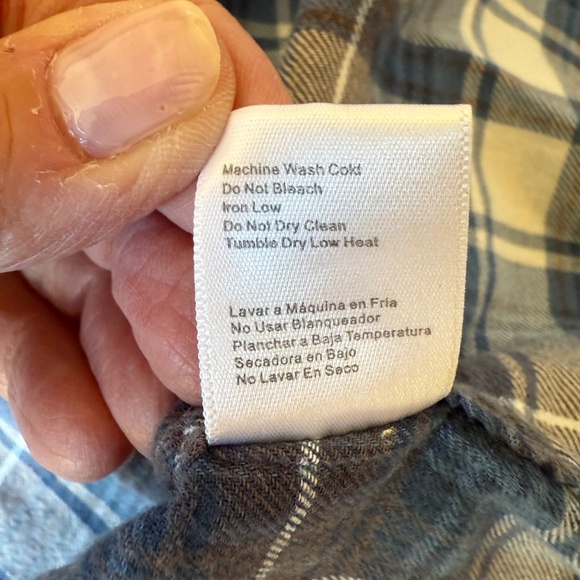 Machine Wash Cold
Do Not Bleach
Iron Low
Do Not Dry Clean
Tumble Dry Low Heat
Lavar a Máquina en Fria
No Usar Blanqueador
Planchar a Baja Temperatura
Secadora en Bajo
No Lavar En Seco